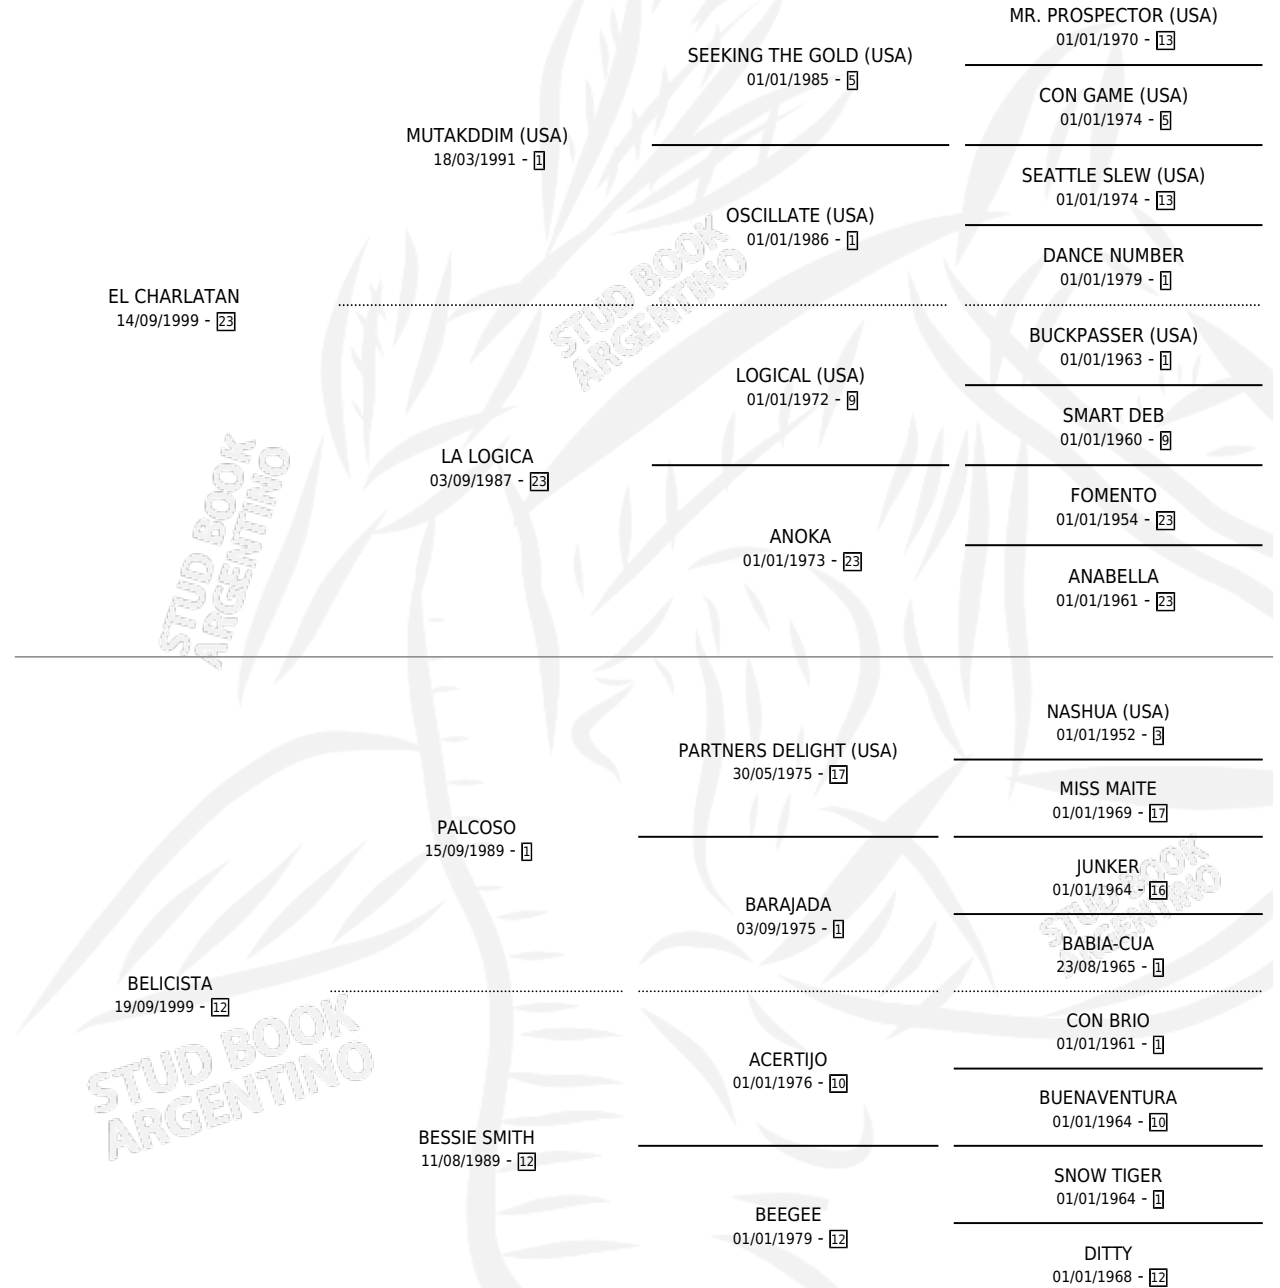 MR. PROSPECTOR (USA)
01/01/1970 - 13
SEEKING THE GOLD (USA)
01/01/1985 - 5
CON GAME (USA)
01/01/1974 - 5
MUTAKDDIM (USA)
18/03/1991 - 1
SEATTLE SLEW (USA)
01/01/1974 - 13
OSCILLATE (USA)
01/01/1986 - 1
DANCE NUMBER
01/01/1979 - 1
EL CHARLATAN
14/09/1999 - 23
STUD BOOK
ARGENTINO
BUCKPASSER (USA)
01/01/1963 - 1
LOGICAL (USA)
01/01/1972 - 9
SMART DEB
01/01/1960 - 9
LA LOGICA
03/09/1987 - 23
FOMENTO
01/01/1954 - 23
ANOKA
01/01/1973 - 23
ANABELLA
01/01/1961 - 23
STUD BOOK
ARGENTINO
NASHUA (USA)
01/01/1952 - 3
PARTNERS DELIGHT (USA)
30/05/1975 - 17
MISS MAITE
01/01/1969 - 17
PALCOSO
15/09/1989 - 1
JUNKER
01/01/1964 - 16
BARAJADA
03/09/1975 - 1
STUD BOOK
ARGENTINO
BABIA-CUA
23/08/1965 - 1
BELICISTA
19/09/1999 - 12
CON BRIO
01/01/1961 - 1
ACERTIJO
01/01/1976 - 10
STUD BOOK
ARGENTINO
BUENAVENTURA
01/01/1964 - 10
BESSIE SMITH
11/08/1989 - 12
SNOW TIGER
01/01/1964 - 1
BEEGEE
01/01/1979 - 12
DITTY
01/01/1968 - 12